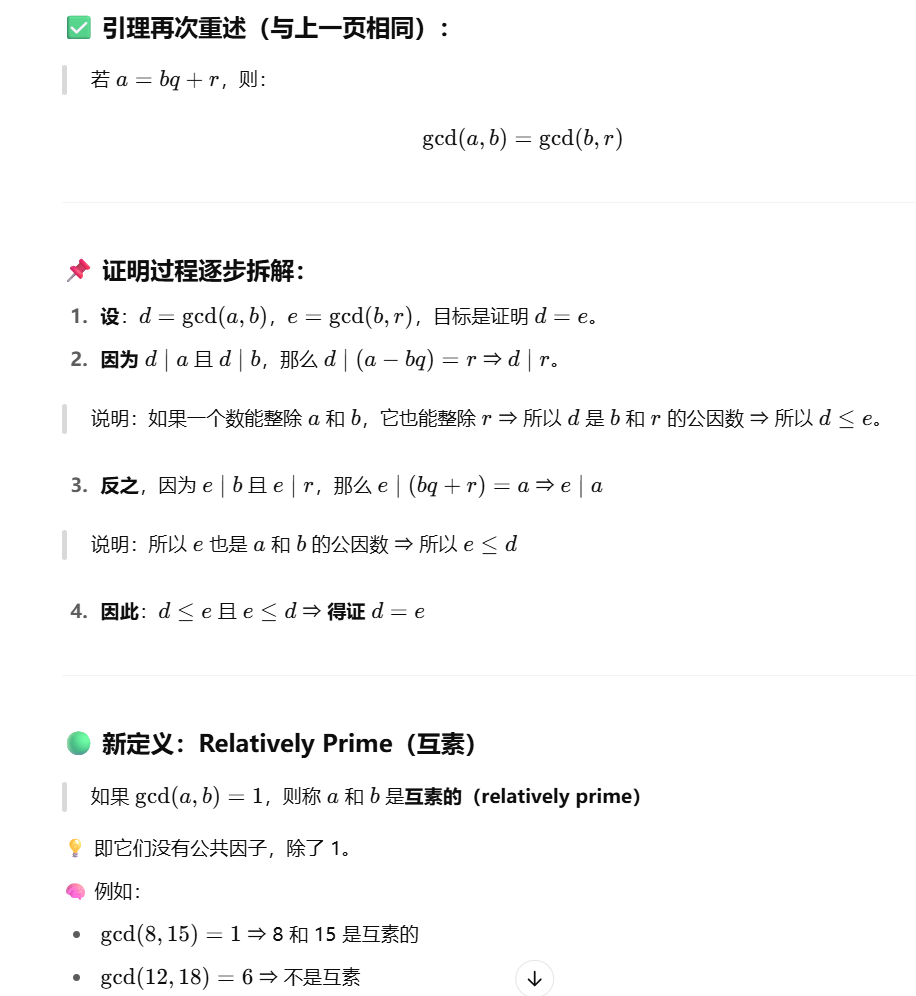 ✅ 引理再次重述（与上一页相同）：
若 a = bq + r，则：
gcd(a, b) = gcd(b, r)
📌 证明过程逐步拆解：
1. 设：d = gcd(a, b)，e = gcd(b, r)，目标是证明 d = e。
2. 因为 d ∣ a 且 d ∣ b，那么 d ∣ (a − bq) = r ⇒ d ∣ r。
说明：如果一个数能整除 a 和 b，它也能整除 r ⇒ 所以 d 是 b 和 r 的公因数 ⇒ 所以 d ≤ e。
3. 反之，因为 e ∣ b 且 e ∣ r，那么 e ∣ (bq + r) = a ⇒ e ∣ a
说明：所以 e 也是 a 和 b 的公因数 ⇒ 所以 e ≤ d
4. 因此：d ≤ e 且 e ≤ d ⇒ 得证 d = e
🟢 新定义：Relatively Prime（互素）
如果 gcd(a, b) = 1，则称 a 和 b 是互素的（relatively prime）
💡 即它们没有公共因子，除了 1。
🧠 例如：
• gcd(8, 15) = 1 ⇒ 8 和 15 是互素的
• gcd(12, 18) = 6 ⇒ 不是互素